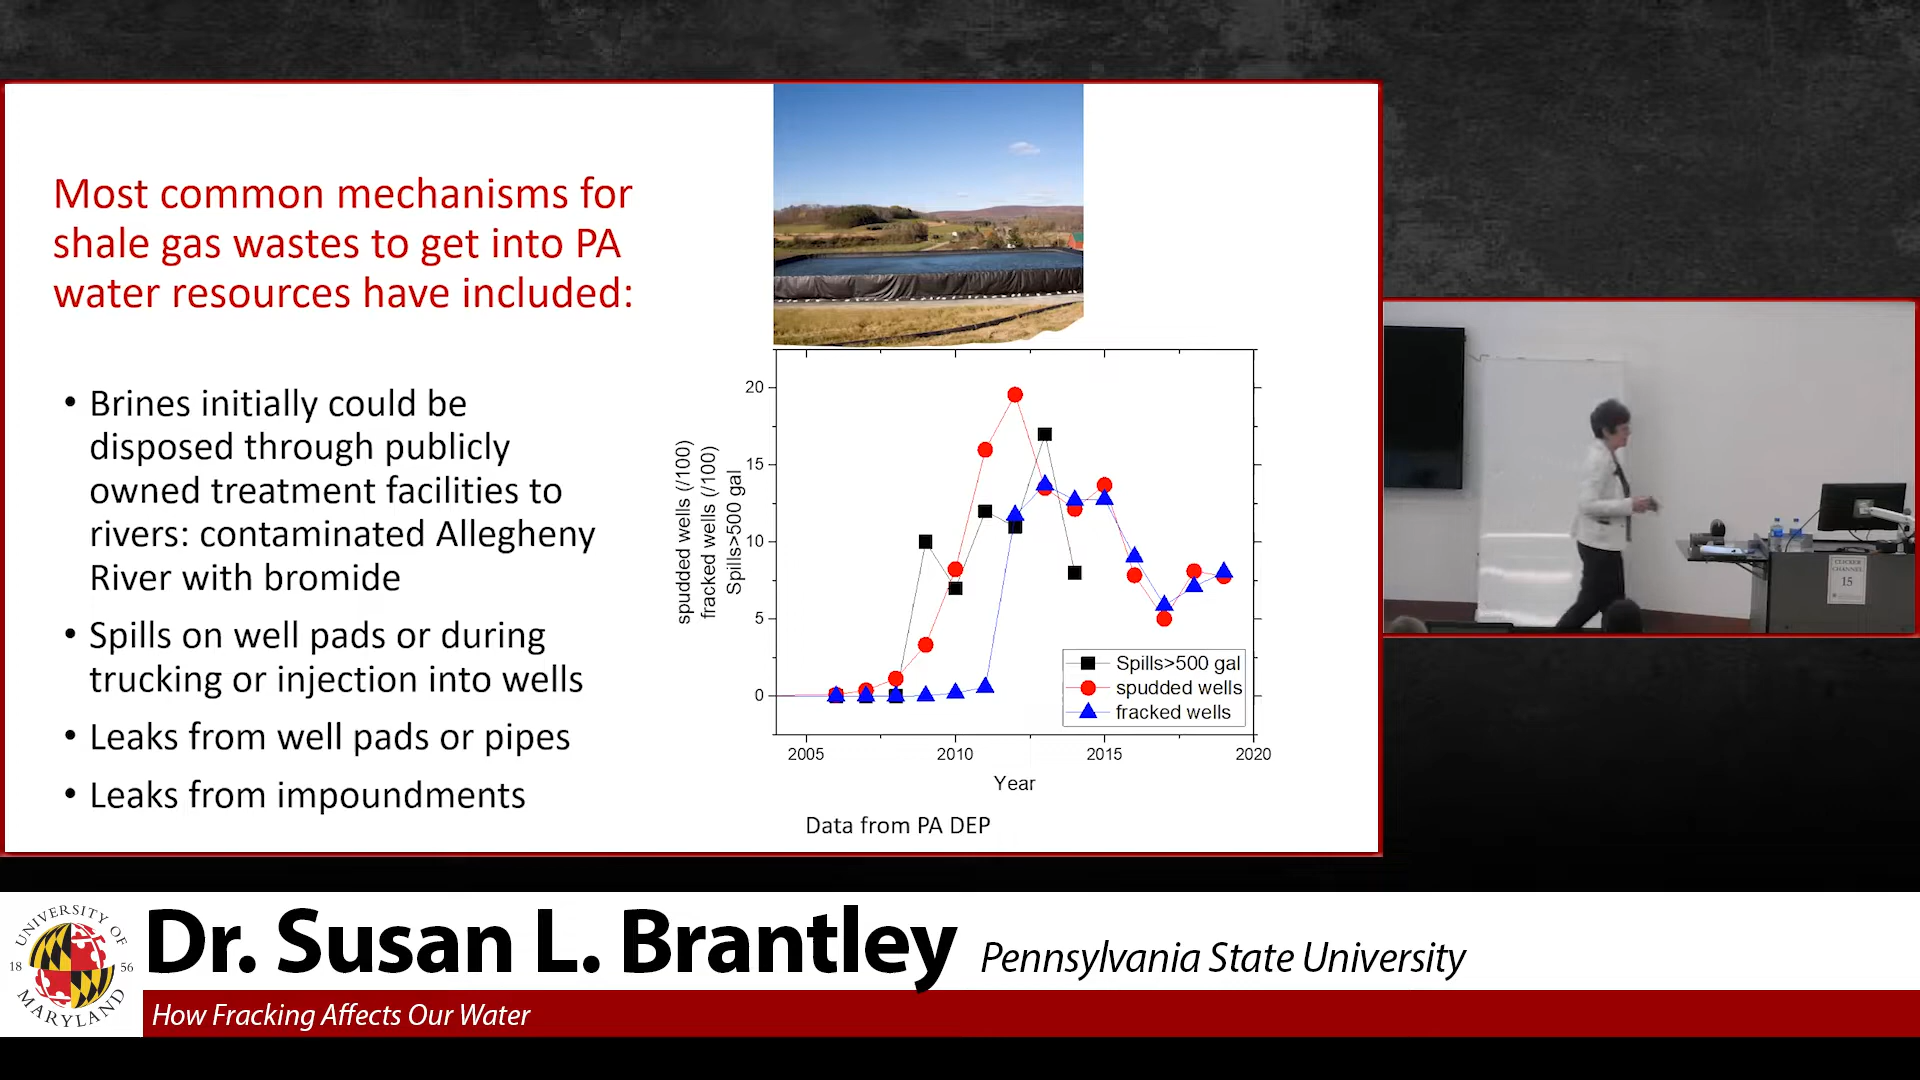 Most common mechanisms for
shale gas wastes to get into PA
water resources have included:
• Brines initially could be
disposed through publicly
owned treatment facilities to
rivers: contaminated Allegheny
River with bromide
• Spills on well pads or during
trucking or injection into wells
• Leaks from well pads or pipes
• Leaks from impoundments
spudded wells (/100)
fracked wells (/100)
Spills>500 gal
20
15
10
5
0
Spills>500 gal
spudded wells
fracked wells
2005 2010 2015 2020
Year
Data from PA DEP
CLICKER
CHANNEL
15
UNIVERSITY OF
18 56
MARYLAND
Dr. Susan L. Brantley Pennsylvania State University
How Fracking Affects Our Water